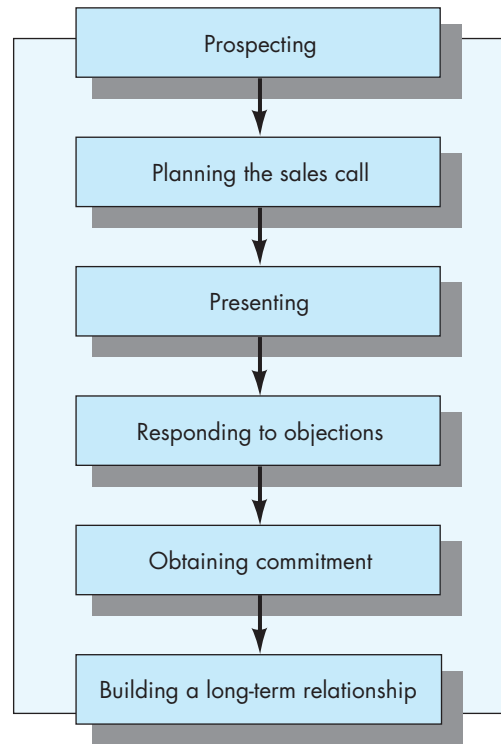 Prospecting
Planning the sales call
Presenting
Responding to objections
Obtaining commitment
Building a long-term relationship